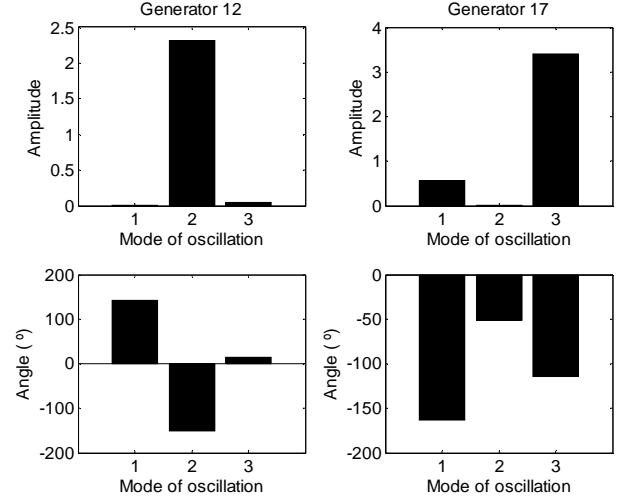 Generator 12
Generator 17
2.5
2
1.5
1
0.5
0
Amplitude
1 2 3
Mode of oscillation
4
3
2
1
0
Amplitude
1 2 3
Mode of oscillation
200
100
0
-100
-200
Angle ( º)
1 2 3
Mode of oscillation
0
-50
-100
-150
-200
Angle ( º)
1 2 3
Mode of oscillation